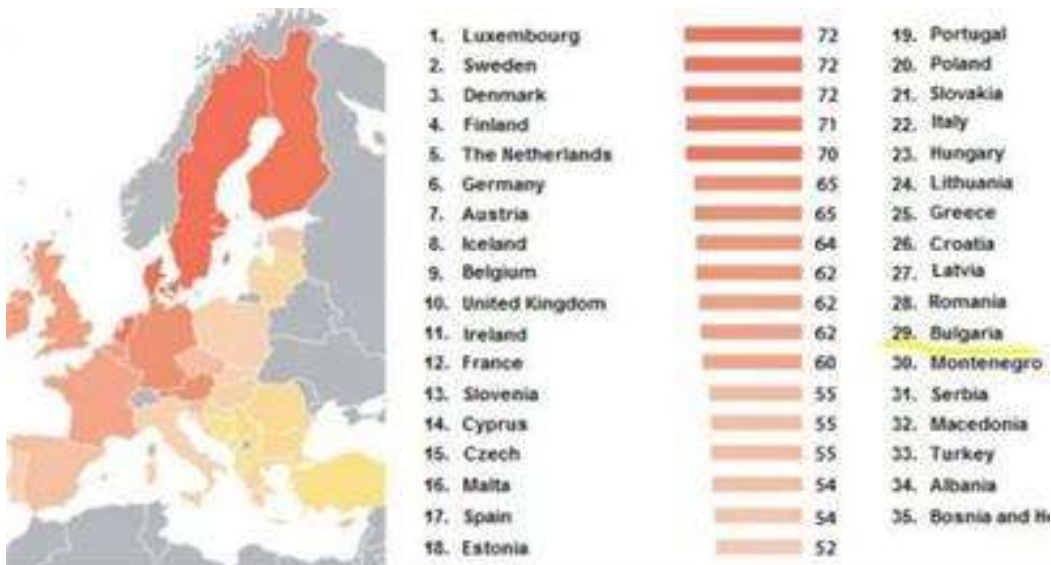 1. Luxembourg 72
2. Sweden 72
3. Denmark 72
4. Finland 71
5. The Netherlands 70
6. Germany 65
7. Austria 65
8. Iceland 64
9. Belgium 62
10. United Kingdom 62
11. Ireland 62
12. France 60
13. Slovenia 55
14. Cyprus 55
15. Czech 55
16. Malta 54
17. Spain 54
18. Estonia 52
19. Portugal
20. Poland
21. Slovakia
22. Italy
23. Hungary
24. Lithuania
25. Greece
26. Croatia
27. Latvia
28. Romania
29. Bulgaria
30. Montenegro
31. Serbia
32. Macedonia
33. Turkey
34. Albania
35. Bosnia and